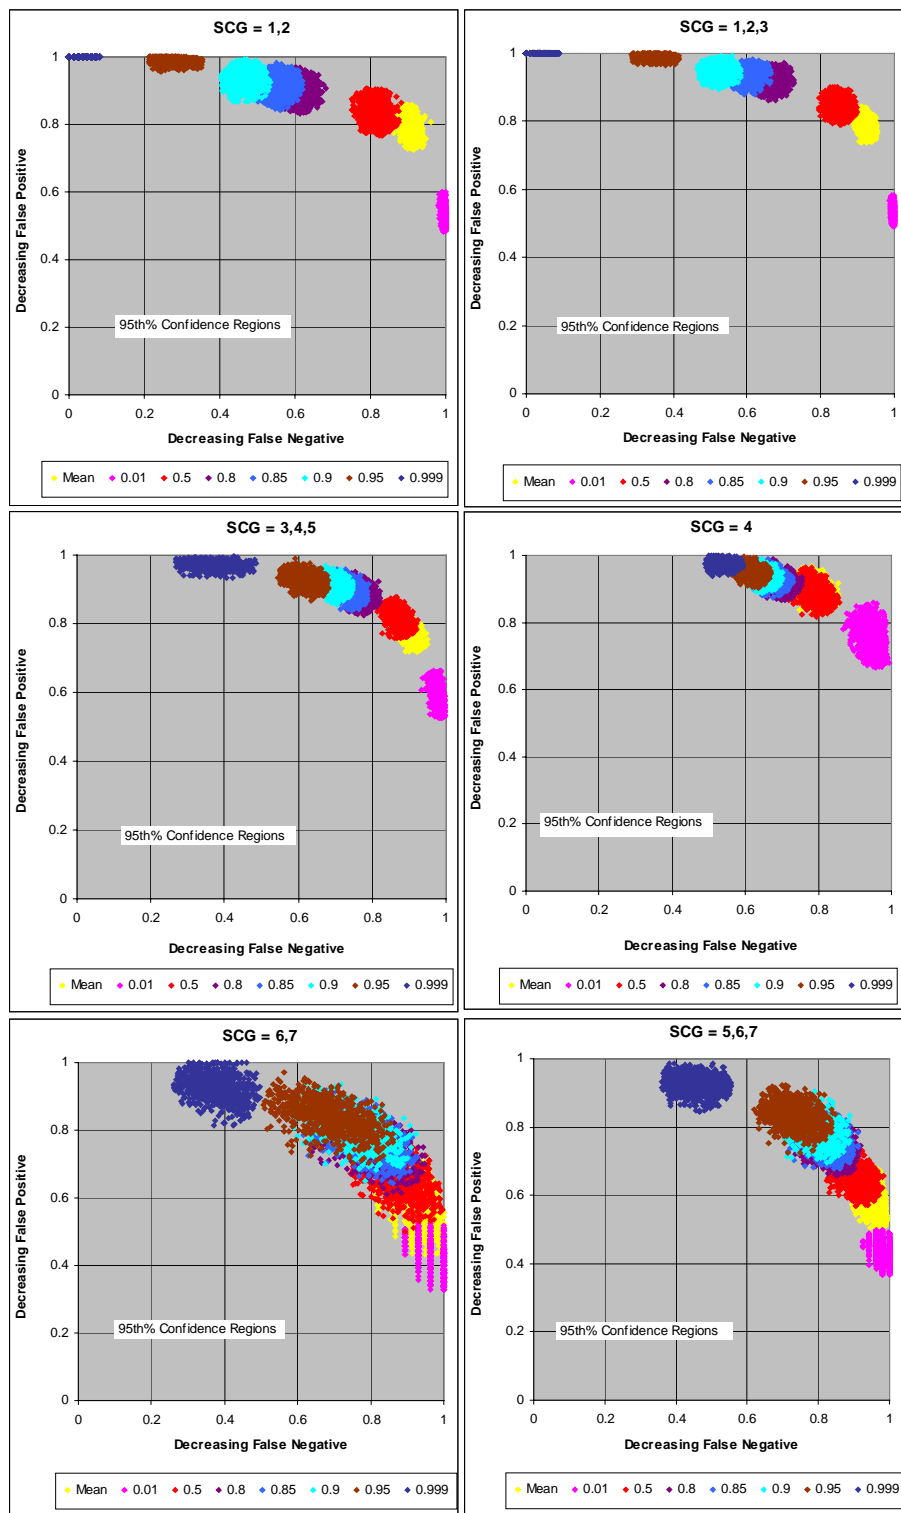 SCG = 1,2
Decreasing False Positive
1
0.8
0.6
0.4
0.2
0
95th% Confidence Regions
0 0.2 0.4 0.6 0.8 1
Decreasing False Negative
Mean 0.01 0.5 0.8 0.85 0.9 0.95 0.999
SCG = 1,2,3
Decreasing False Positive
1
0.8
0.6
0.4
0.2
0
95th% Confidence Regions
0 0.2 0.4 0.6 0.8 1
Decreasing False Negative
Mean 0.01 0.5 0.8 0.85 0.9 0.95 0.999
SCG = 3,4,5
Decreasing False Positive
1
0.8
0.6
0.4
0.2
0
95th% Confidence Regions
0 0.2 0.4 0.6 0.8 1
Decreasing False Negative
Mean 0.01 0.5 0.8 0.85 0.9 0.95 0.999
SCG = 4
Decreasing False Positive
1
0.8
0.6
0.4
0.2
0
95th% Confidence Regions
0 0.2 0.4 0.6 0.8 1
Decreasing False Negative
Mean 0.01 0.5 0.8 0.85 0.9 0.95 0.999
SCG = 6,7
Decreasing False Positive
1
0.8
0.6
0.4
0.2
0
95th% Confidence Regions
0 0.2 0.4 0.6 0.8 1
Decreasing False Negative
Mean 0.01 0.5 0.8 0.85 0.9 0.95 0.999
SCG = 5,6,7
Decreasing False Positive
1
0.8
0.6
0.4
0.2
0
95th% Confidence Regions
0 0.2 0.4 0.6 0.8 1
Decreasing False Negative
Mean 0.01 0.5 0.8 0.85 0.9 0.95 0.999